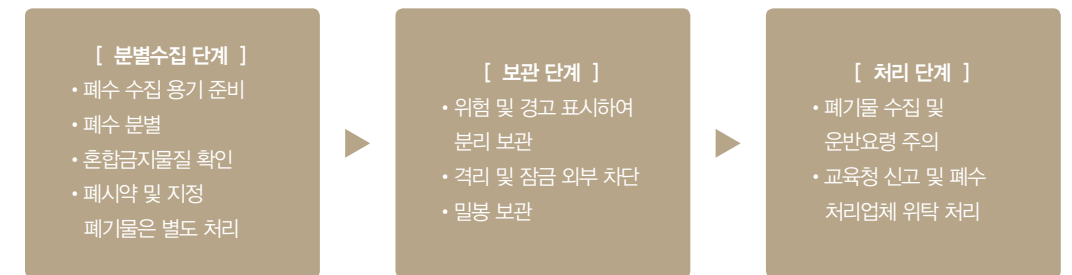 [ 분별수집 단계 ]
• 폐수 수집 용기 준비
• 폐수 분별
• 혼합금지물질 확인
• 폐시약 및 지정
폐기물은 별도 처리
[ 보관 단계 ]
• 위험 및 경고 표시하여
분리 보관
• 격리 및 잠금 외부 차단
• 밀봉 보관
[ 처리 단계 ]
• 폐기물 수집 및
운반요령 주의
• 교육청 신고 및 폐수
처리업체 위탁 처리